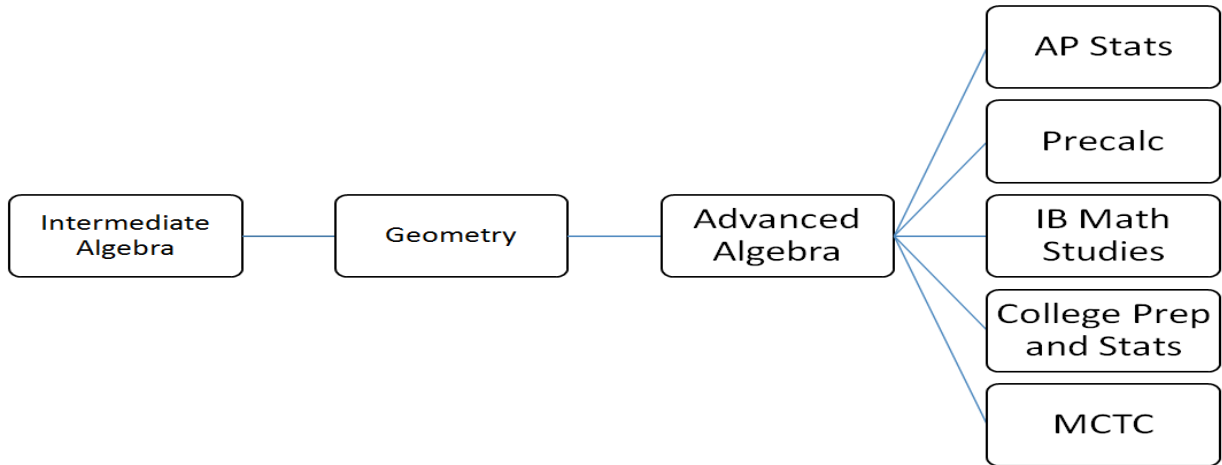 Intermediate
Algebra
Geometry
Advanced
Algebra
AP Stats
Precalc
IB Math
Studies
College Prep
and Stats
MCTC